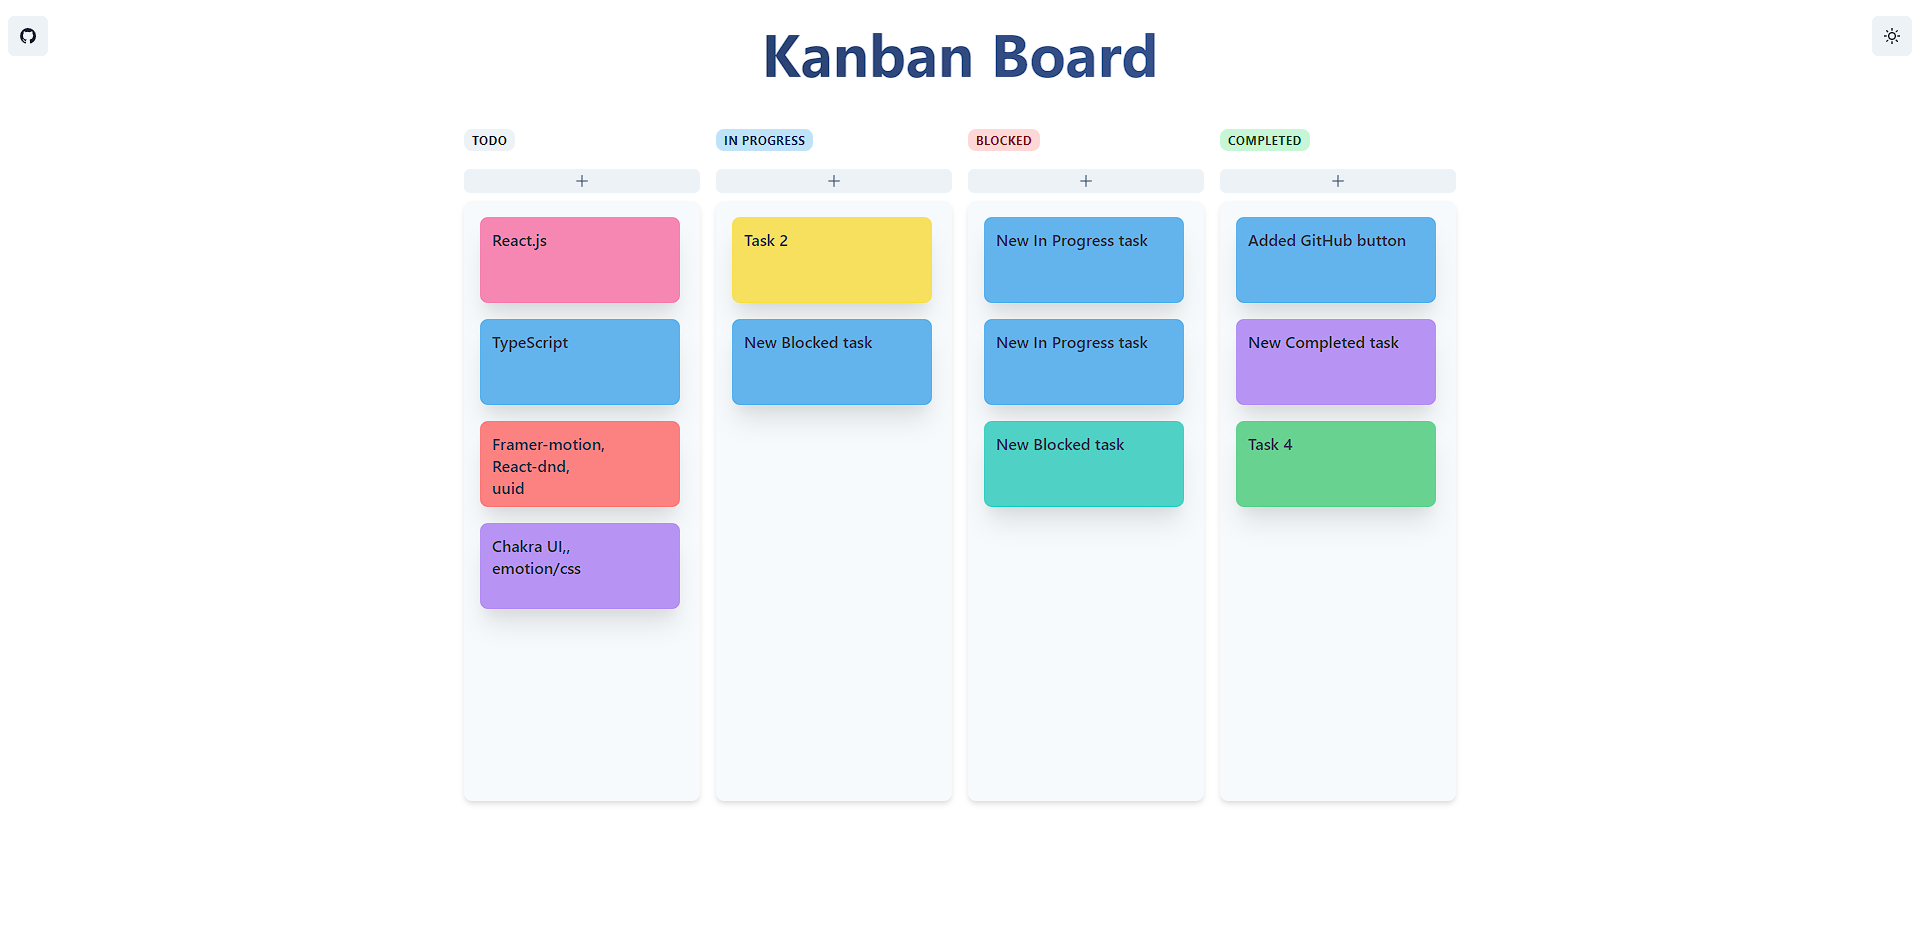 Kanban Board
TODO
IN PROGRESS
BLOCKED
COMPLETED
React.js
TypeScript
Framer-motion,
React-dnd,
uuid
Chakra UI,,
emotion/css
Task 2
New Blocked task
New In Progress task
New In Progress task
New Blocked task
Added GitHub button
New Completed task
Task 4